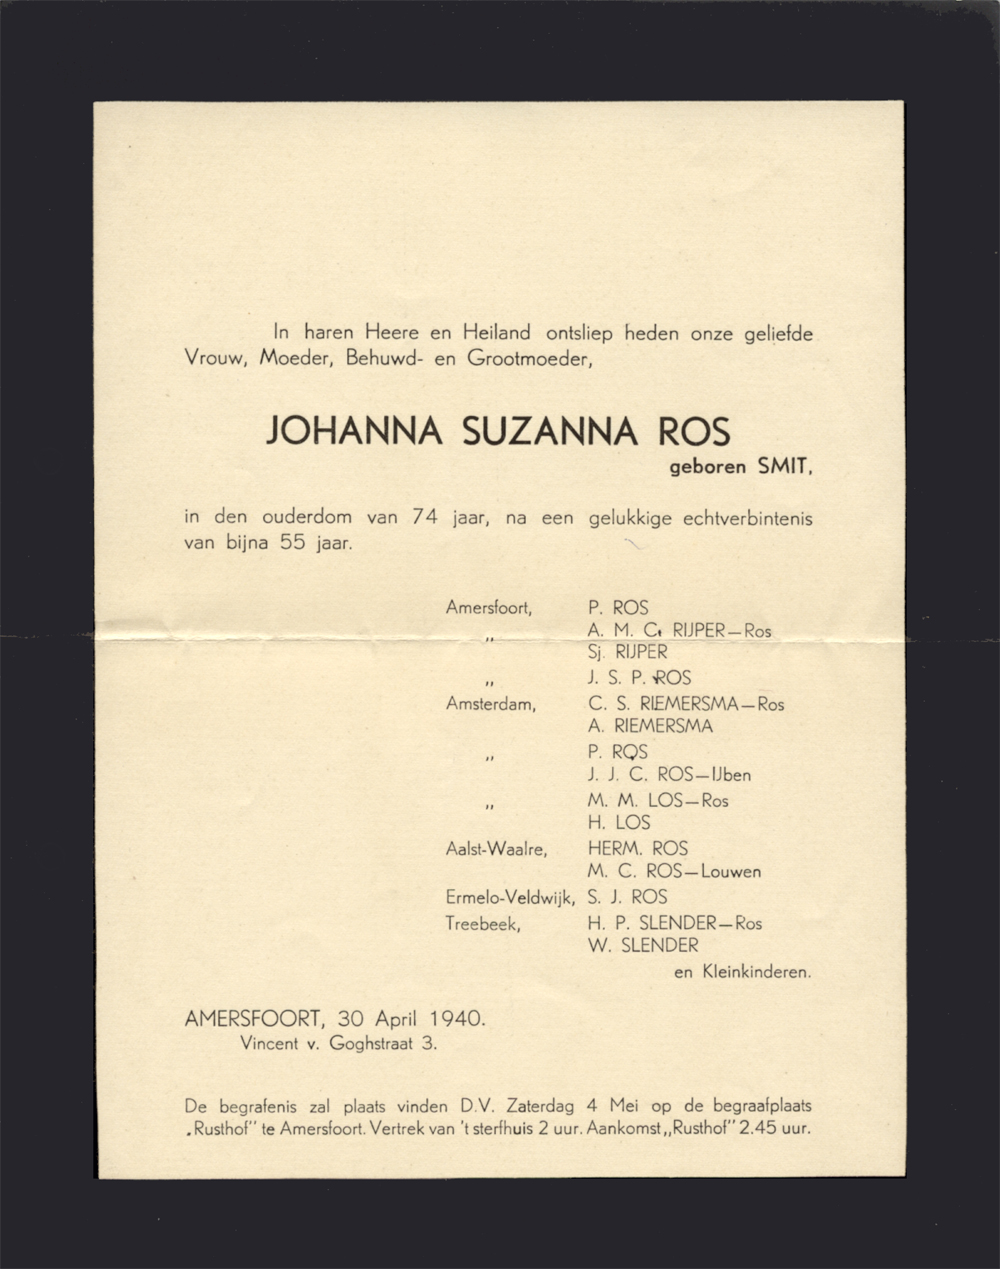 In haren Heere en Heiland ontsliep heden onze geliefde
Vrouw, Moeder, Behuwd- en Grootmoeder,
JOHANNA SUZANNA ROS
geboren SMIT,
in den ouderdom van 74 jaar, na een gelukkige echtverbintenis
van bijna 55 jaar.
Amersfoort, P. ROS
„ A. M. C. RIJPER—Ros
Sj. RIJPER
„ J. S. P. ROS
Amsterdam, C. S. RIEMERSMA—Ros
A. RIEMERSMA
„ P. ROS
J. J. C. ROS—IJben
„ M. M. LOS—Ros
H. LOS
Aalst-Waalre, HERM. ROS
M. C. ROS—Louwen
Ermelo-Veldwijk, S. J. ROS
Treebeek, H. P. SLENDER—Ros
W. SLENDER
en Kleinkinderen.
AMERSFOORT, 30 April 1940.
Vincent v. Goghstraat 3.
De begrafenis zal plaats vinden D.V. Zaterdag 4 Mei op de begraafplaats
„Rusthof" te Amersfoort. Vertrek van 't sterfhuis 2 uur. Aankomst „Rusthof" 2.45 uur.